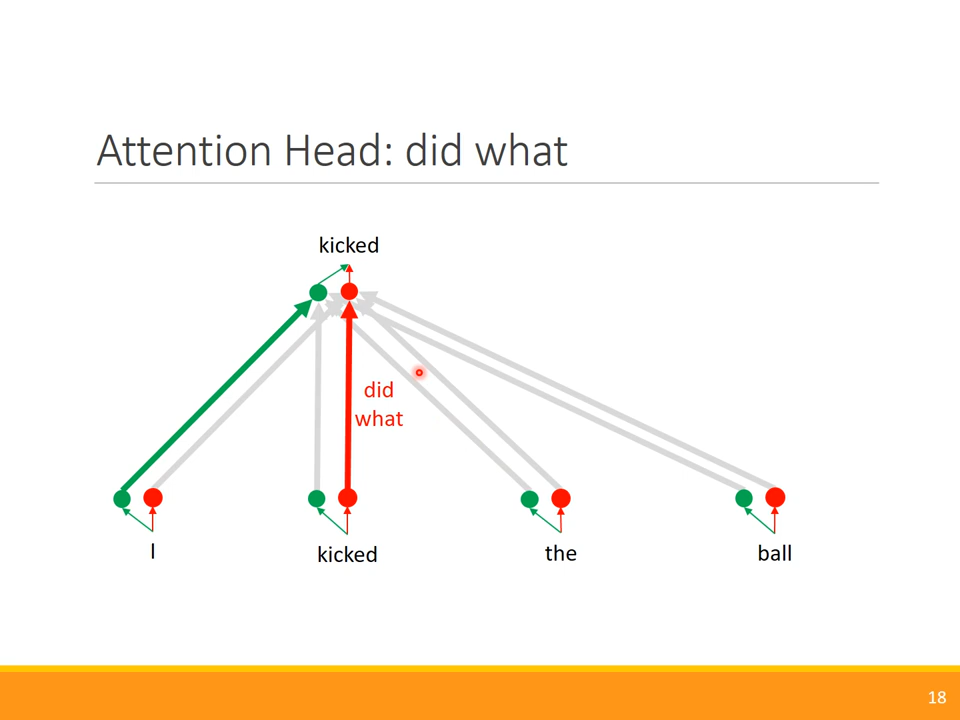 Attention Head: did what
kicked
did
what
I
kicked
the
ball
18